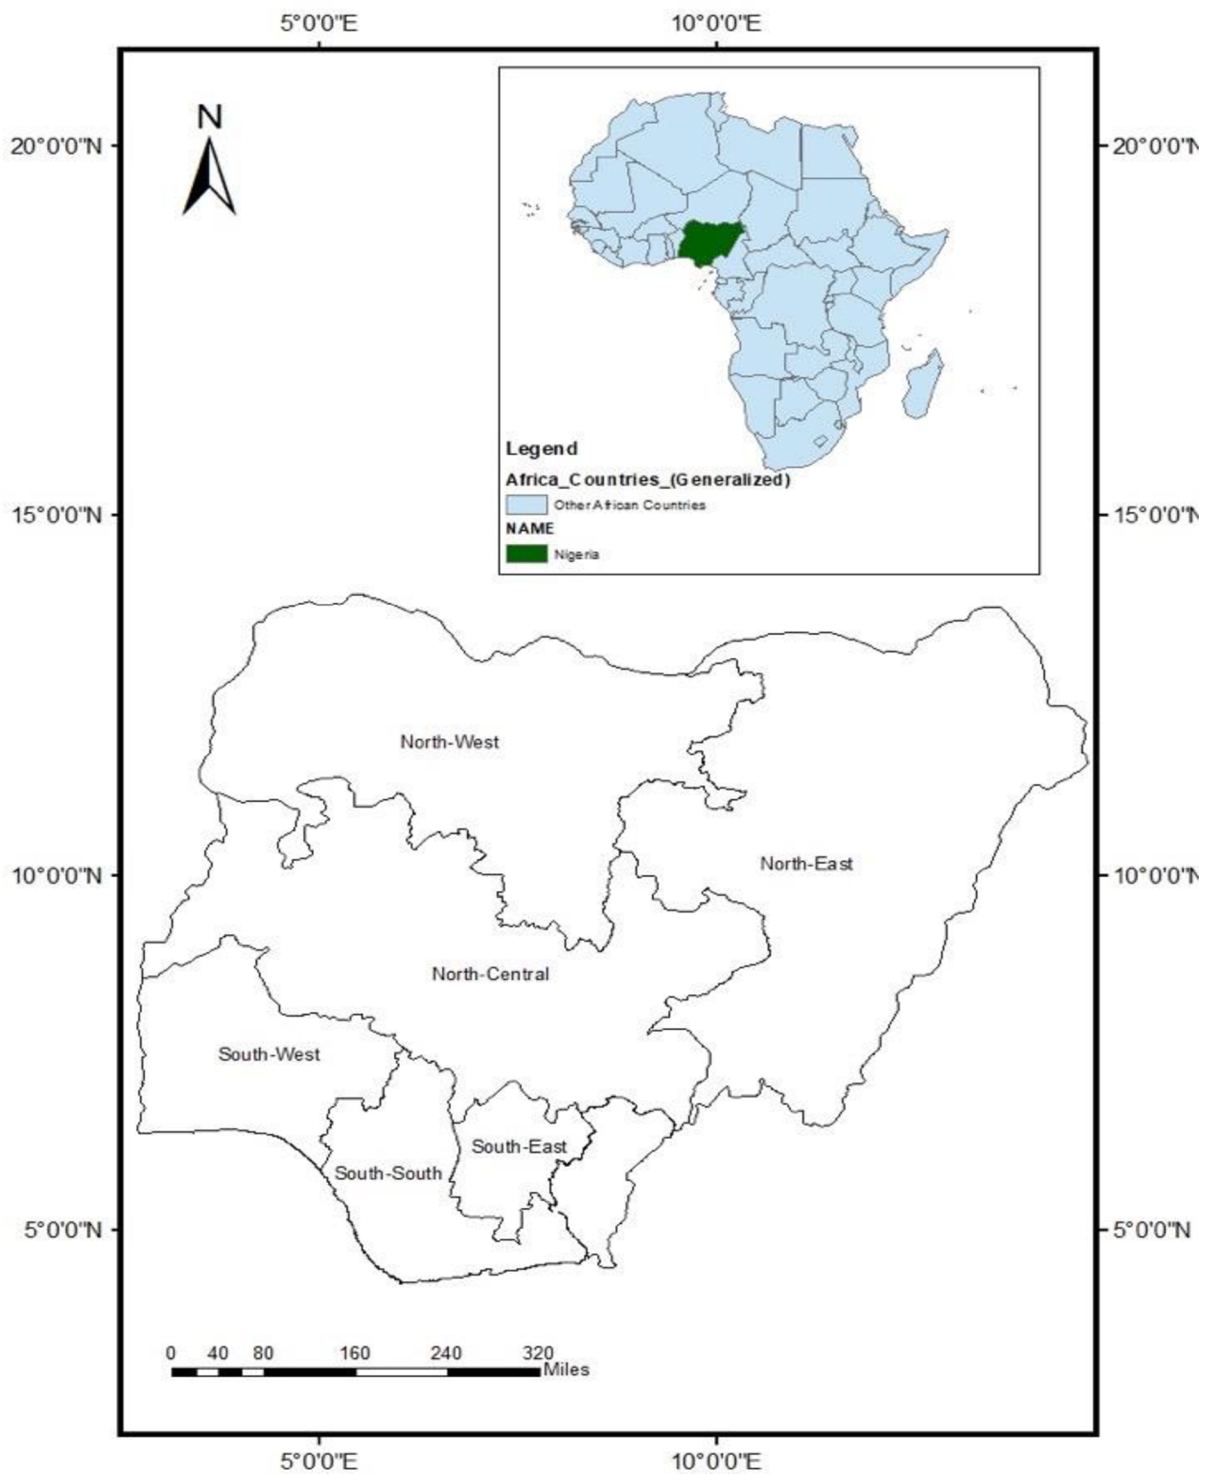 5°0'0"E 10°0'0"E
N
20°0'0"N 20°0'0"N
Legend
Africa_Countries_(Generalized)
Other African Countries
NAME
Nigeria
15°0'0"N 15°0'0"N
North-West
North-East
10°0'0"N 10°0'0"N
North-Central
South-West
South-East
South-South
5°0'0"N 5°0'0"N
0 40 80 160 240 320
Miles
5°0'0"E 10°0'0"E